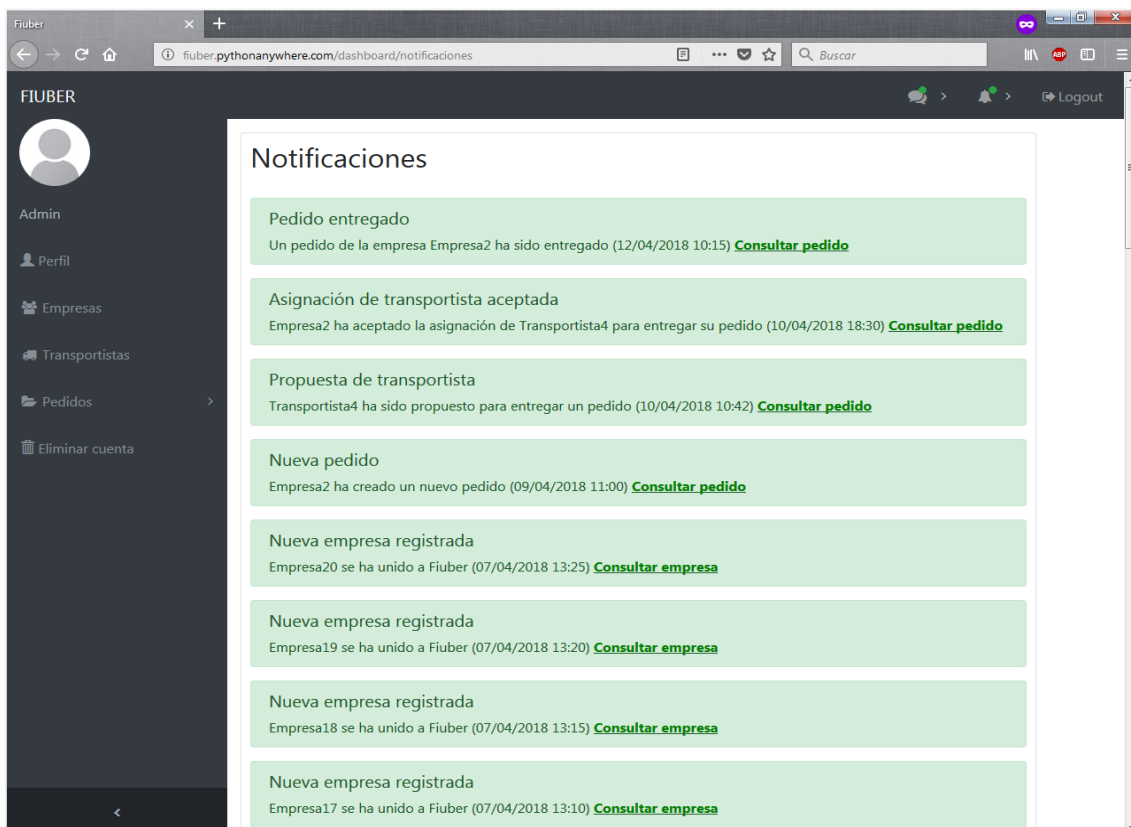 Fiuber
fiuber.pythonanywhere.com/dashboard/notificaciones
Buscar
ABP
FIUBER
Logout
Admin
Perfil
Empresas
Transportistas
Pedidos
Eliminar cuenta
Notificaciones
Pedido entregado
Un pedido de la empresa Empresa2 ha sido entregado (12/04/2018 10:15) Consultar pedido
Asignación de transportista aceptada
Empresa2 ha aceptado la asignación de Transportista4 para entregar su pedido (10/04/2018 18:30) Consultar pedido
Propuesta de transportista
Transportista4 ha sido propuesto para entregar un pedido (10/04/2018 10:42) Consultar pedido
Nueva pedido
Empresa2 ha creado un nuevo pedido (09/04/2018 11:00) Consultar pedido
Nueva empresa registrada
Empresa20 se ha unido a Fiuber (07/04/2018 13:25) Consultar empresa
Nueva empresa registrada
Empresa19 se ha unido a Fiuber (07/04/2018 13:20) Consultar empresa
Nueva empresa registrada
Empresa18 se ha unido a Fiuber (07/04/2018 13:15) Consultar empresa
Nueva empresa registrada
Empresa17 se ha unido a Fiuber (07/04/2018 13:10) Consultar empresa